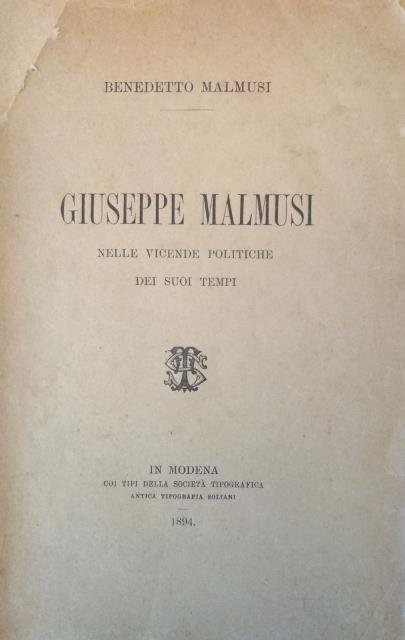 BENEDETTO MALMUSI
GIUSEPPE MALMUSI
NELLE VICENDE POLITICHE
DEI SUOI TEMPI
IN MODENA
COI TIPI DELLA SOCIETÀ TIPOGRAFICA
ANTICA TIPOGRAFIA SOLIANI
1894.